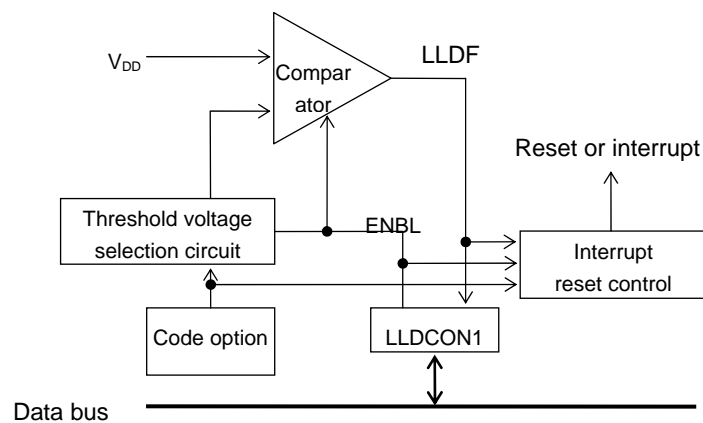 LLDF
V_DD
Compar
ator
Reset or interrupt
Threshold voltage
selection circuit
ENBL
Interrupt
reset control
Code option
LLDCON1
Data bus